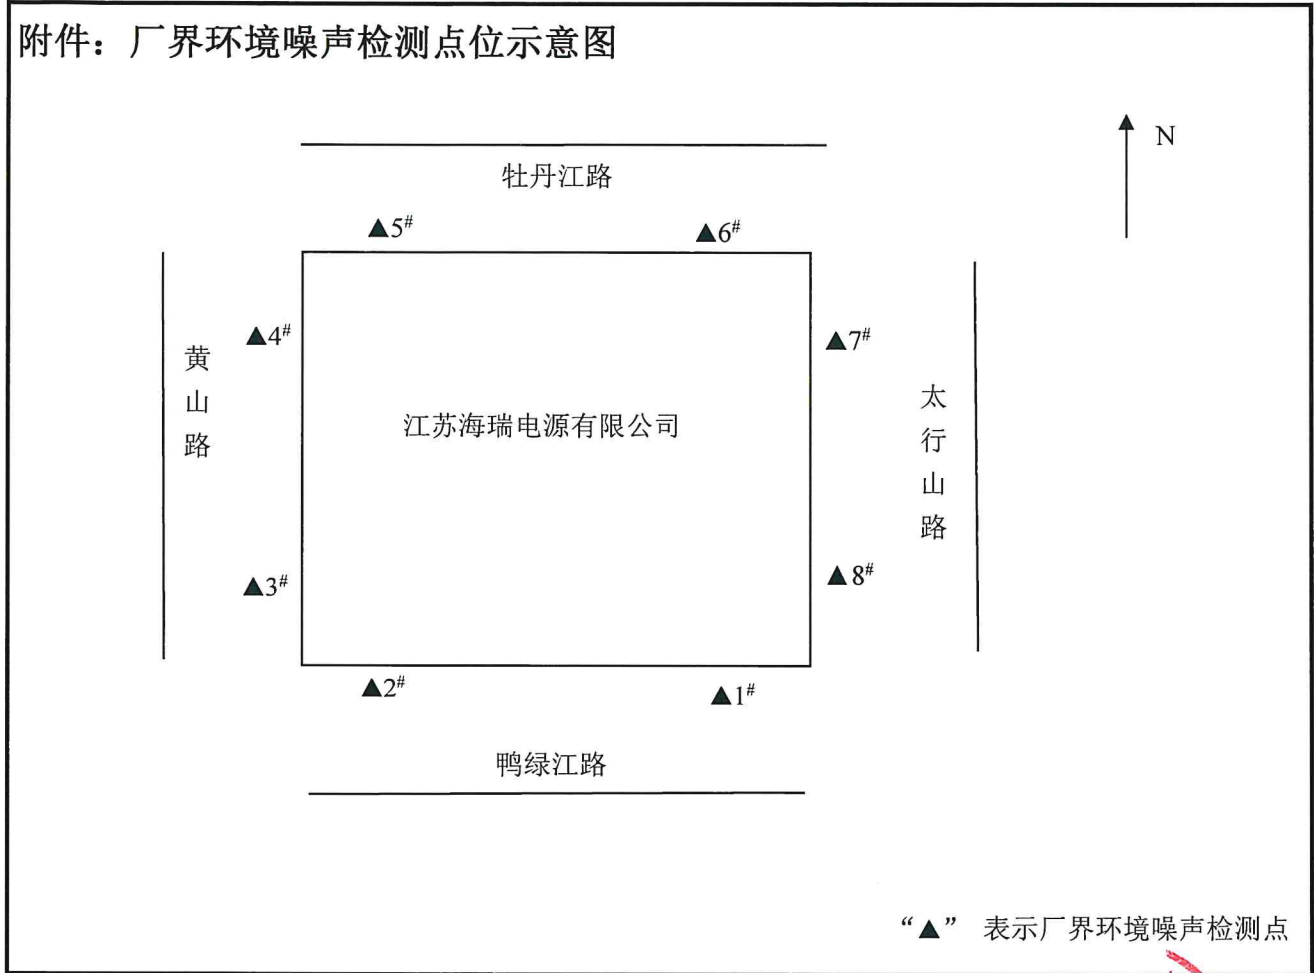 附件：厂界环境噪声检测点位示意图
N
牡丹江路
▲5#
▲6#
▲4#
▲7#
黄山路
江苏海瑞电源有限公司
太行山路
▲3#
▲8#
▲2#
▲1#
鸭绿江路
“▲” 表示厂界环境噪声检测点